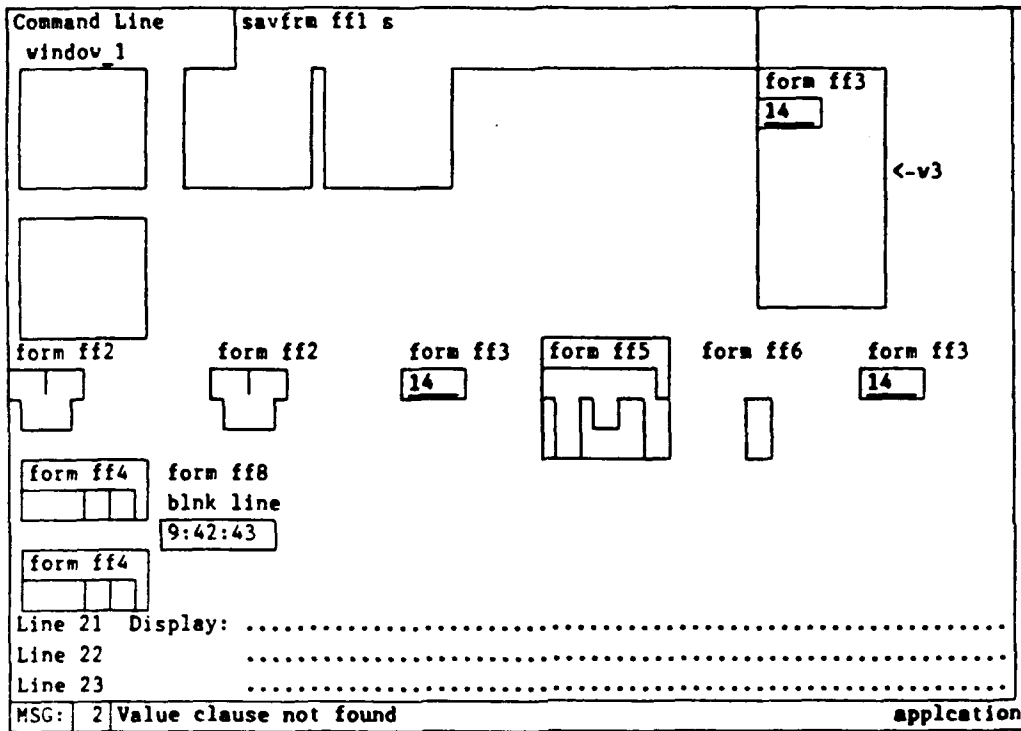 Command Line savfrm ff1 s
window_1
form ff3
14
<-v3
form ff2 form ff2 form ff3 form ff5 form ff6 form ff3
14 14
form ff4 form ff8
blnk line
9:42:43
form ff4
Line 21 Display: ............................................................
Line 22 ............................................................
Line 23 ............................................................
MSG: 2 Value clause not found applcation